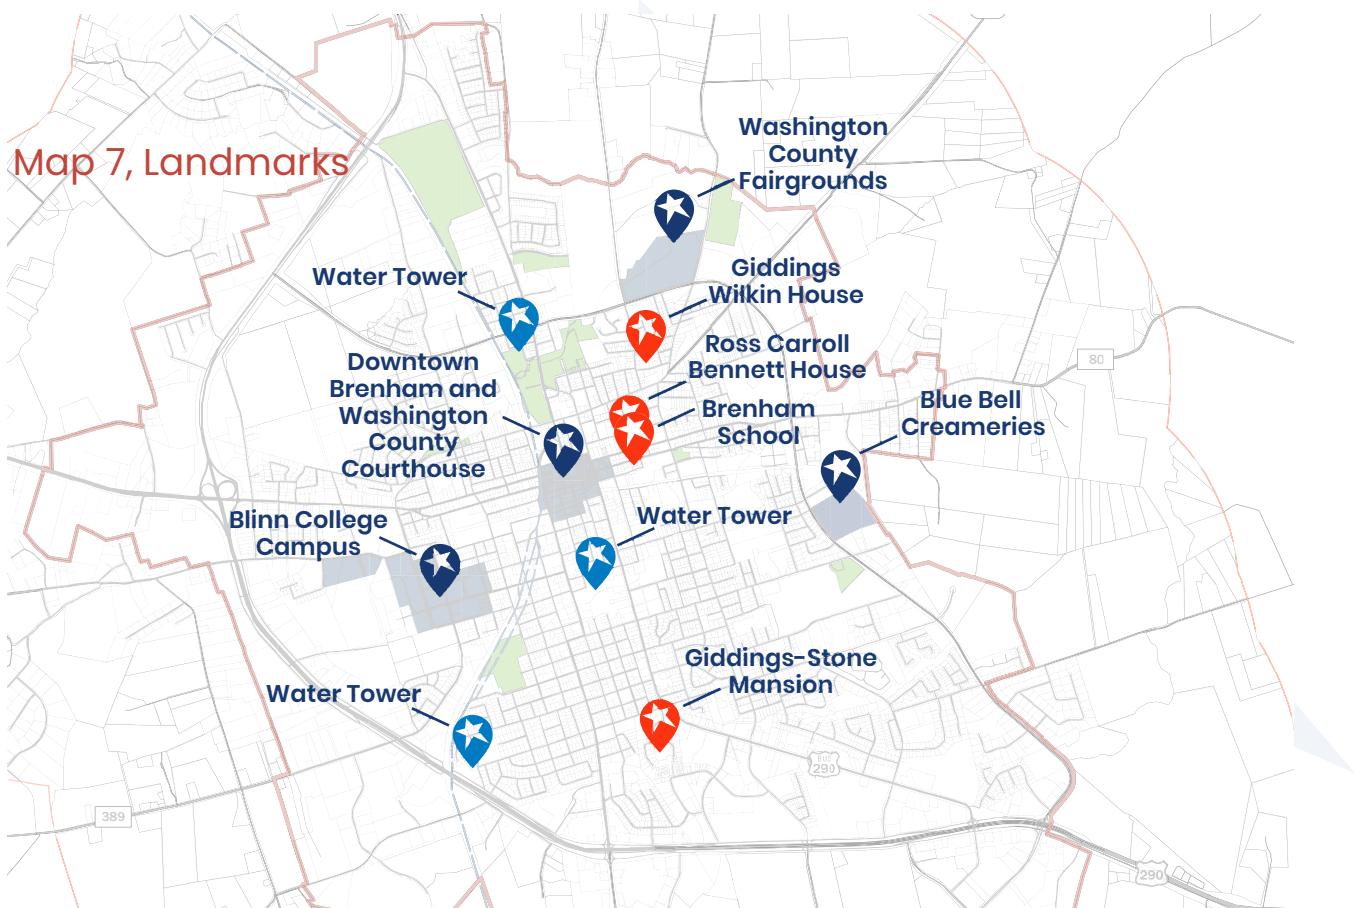 Map 7, Landmarks
Washington
County
Fairgrounds
Water Tower
Giddings
Wilkin House
Ross Carroll
Bennett House
Downtown
Brenham and
Washington
County
Courthouse
Brenham
School
Blue Bell
Creameries
80
Blinn College
Campus
Water Tower
Giddings-Stone
Mansion
Water Tower
BUS
290
389
290